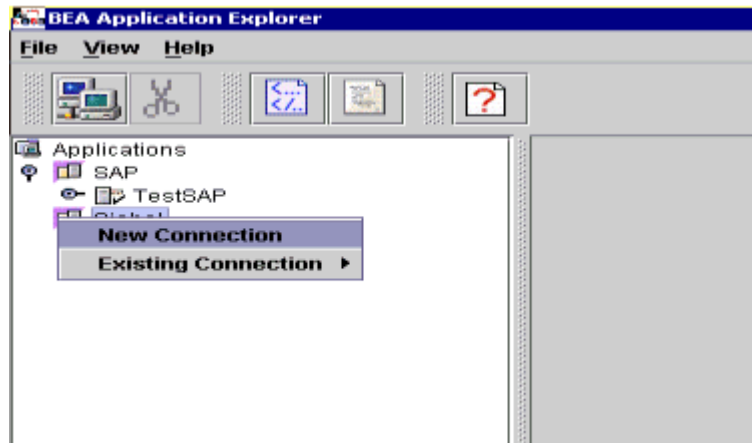 BEA Application Explorer
File View Help
Applications
SAP
TestSAP
New Connection
Existing Connection